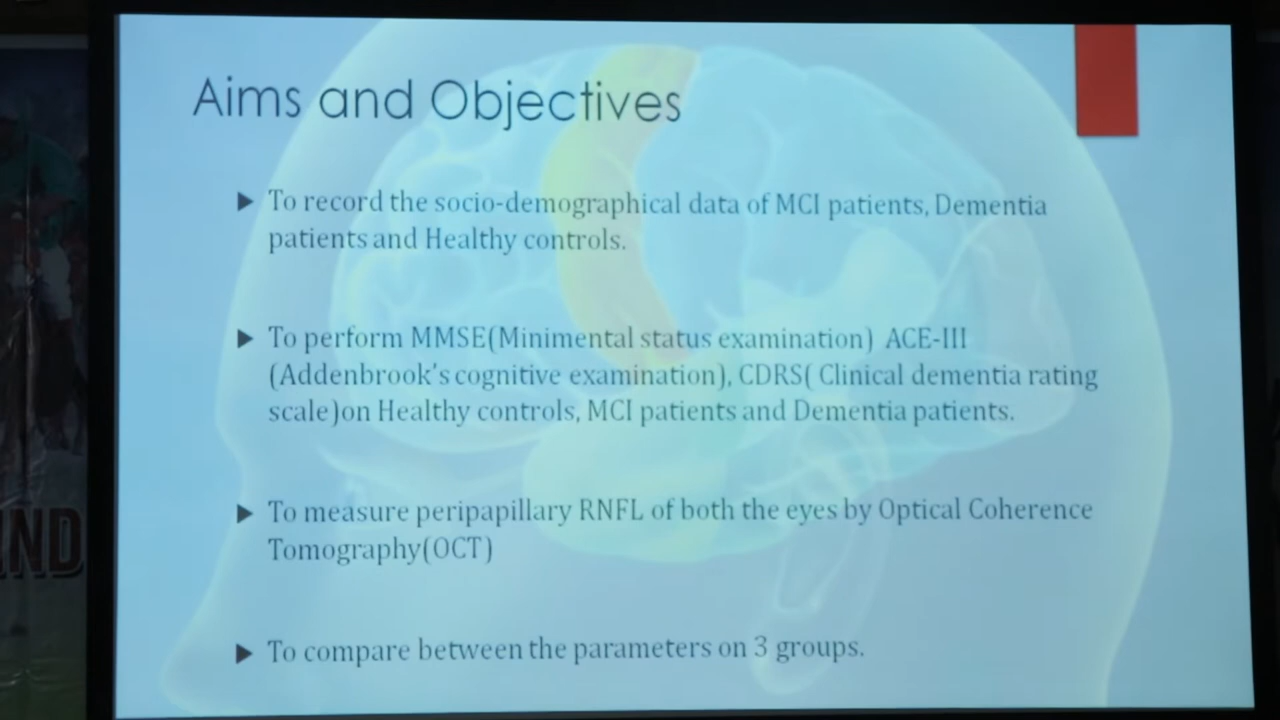 Aims and Objectives
To record the socio-demographical data of MCI patients, Dementia
patients and Healthy controls.
To perform MMSE(Minimental status examination) ACE-III
(Addenbrook's cognitive examination), CDRS( Clinical dementia rating
scale)on Healthy controls, MCI patients and Dementia patients.
To measure peripapillary RNFL of both the eyes by Optical Coherence
Tomography(OCT)
To compare between the parameters on 3 groups.
IND